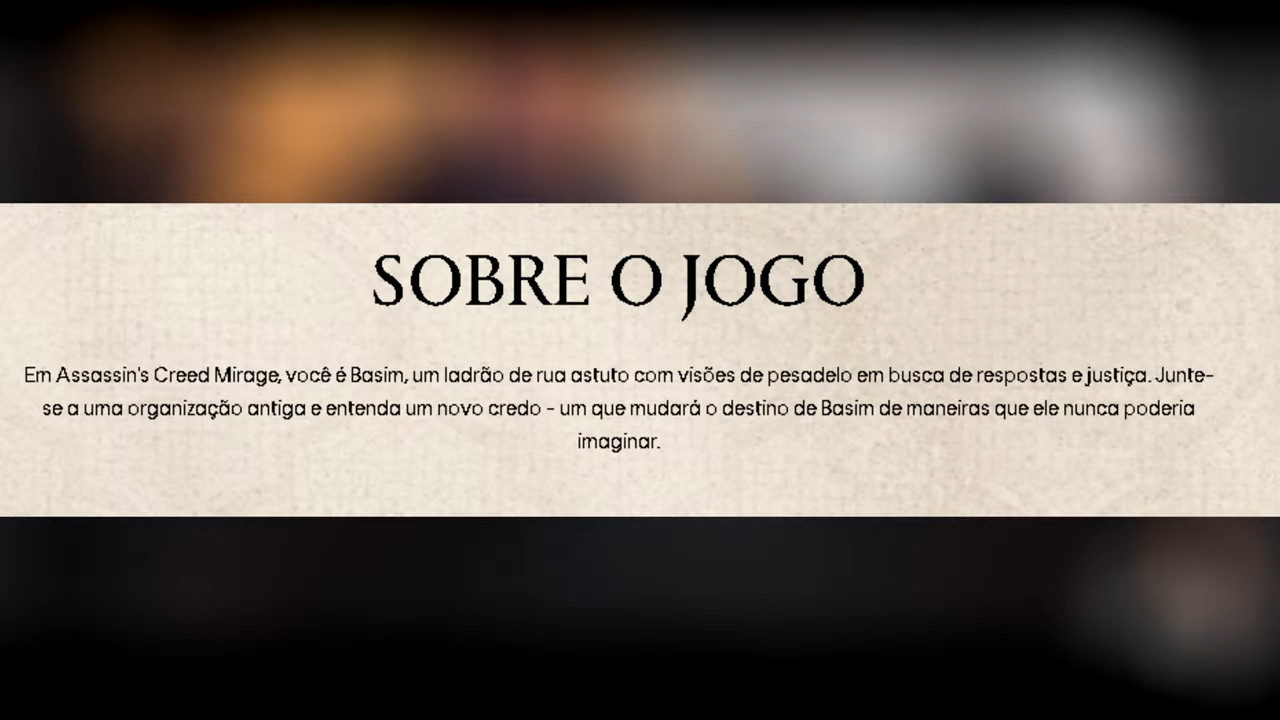 SOBRE O JOGO
Em Assassin's Creed Mirage, você é Basim, um ladrão de rua astuto com visões de pesadelo em busca de respostas e justiça. Junte-
se a uma organização antiga e entenda um novo credo - um que mudará o destino de Basim de maneiras que ele nunca poderia
imaginar.